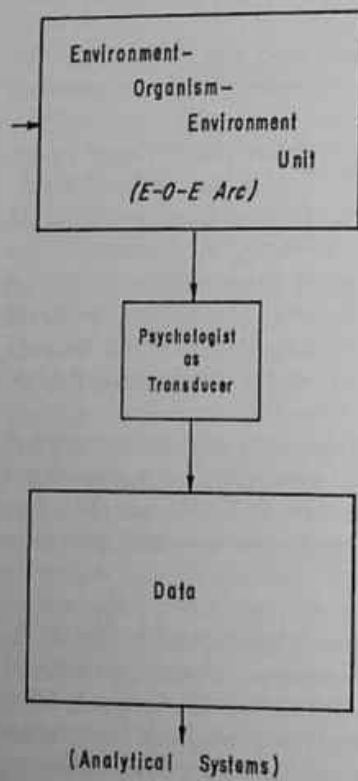 Environment-
Organism-
Environment
Unit
(E-O-E Arc)
Psychologist
as
Transducer
Data
(Analytical Systems)